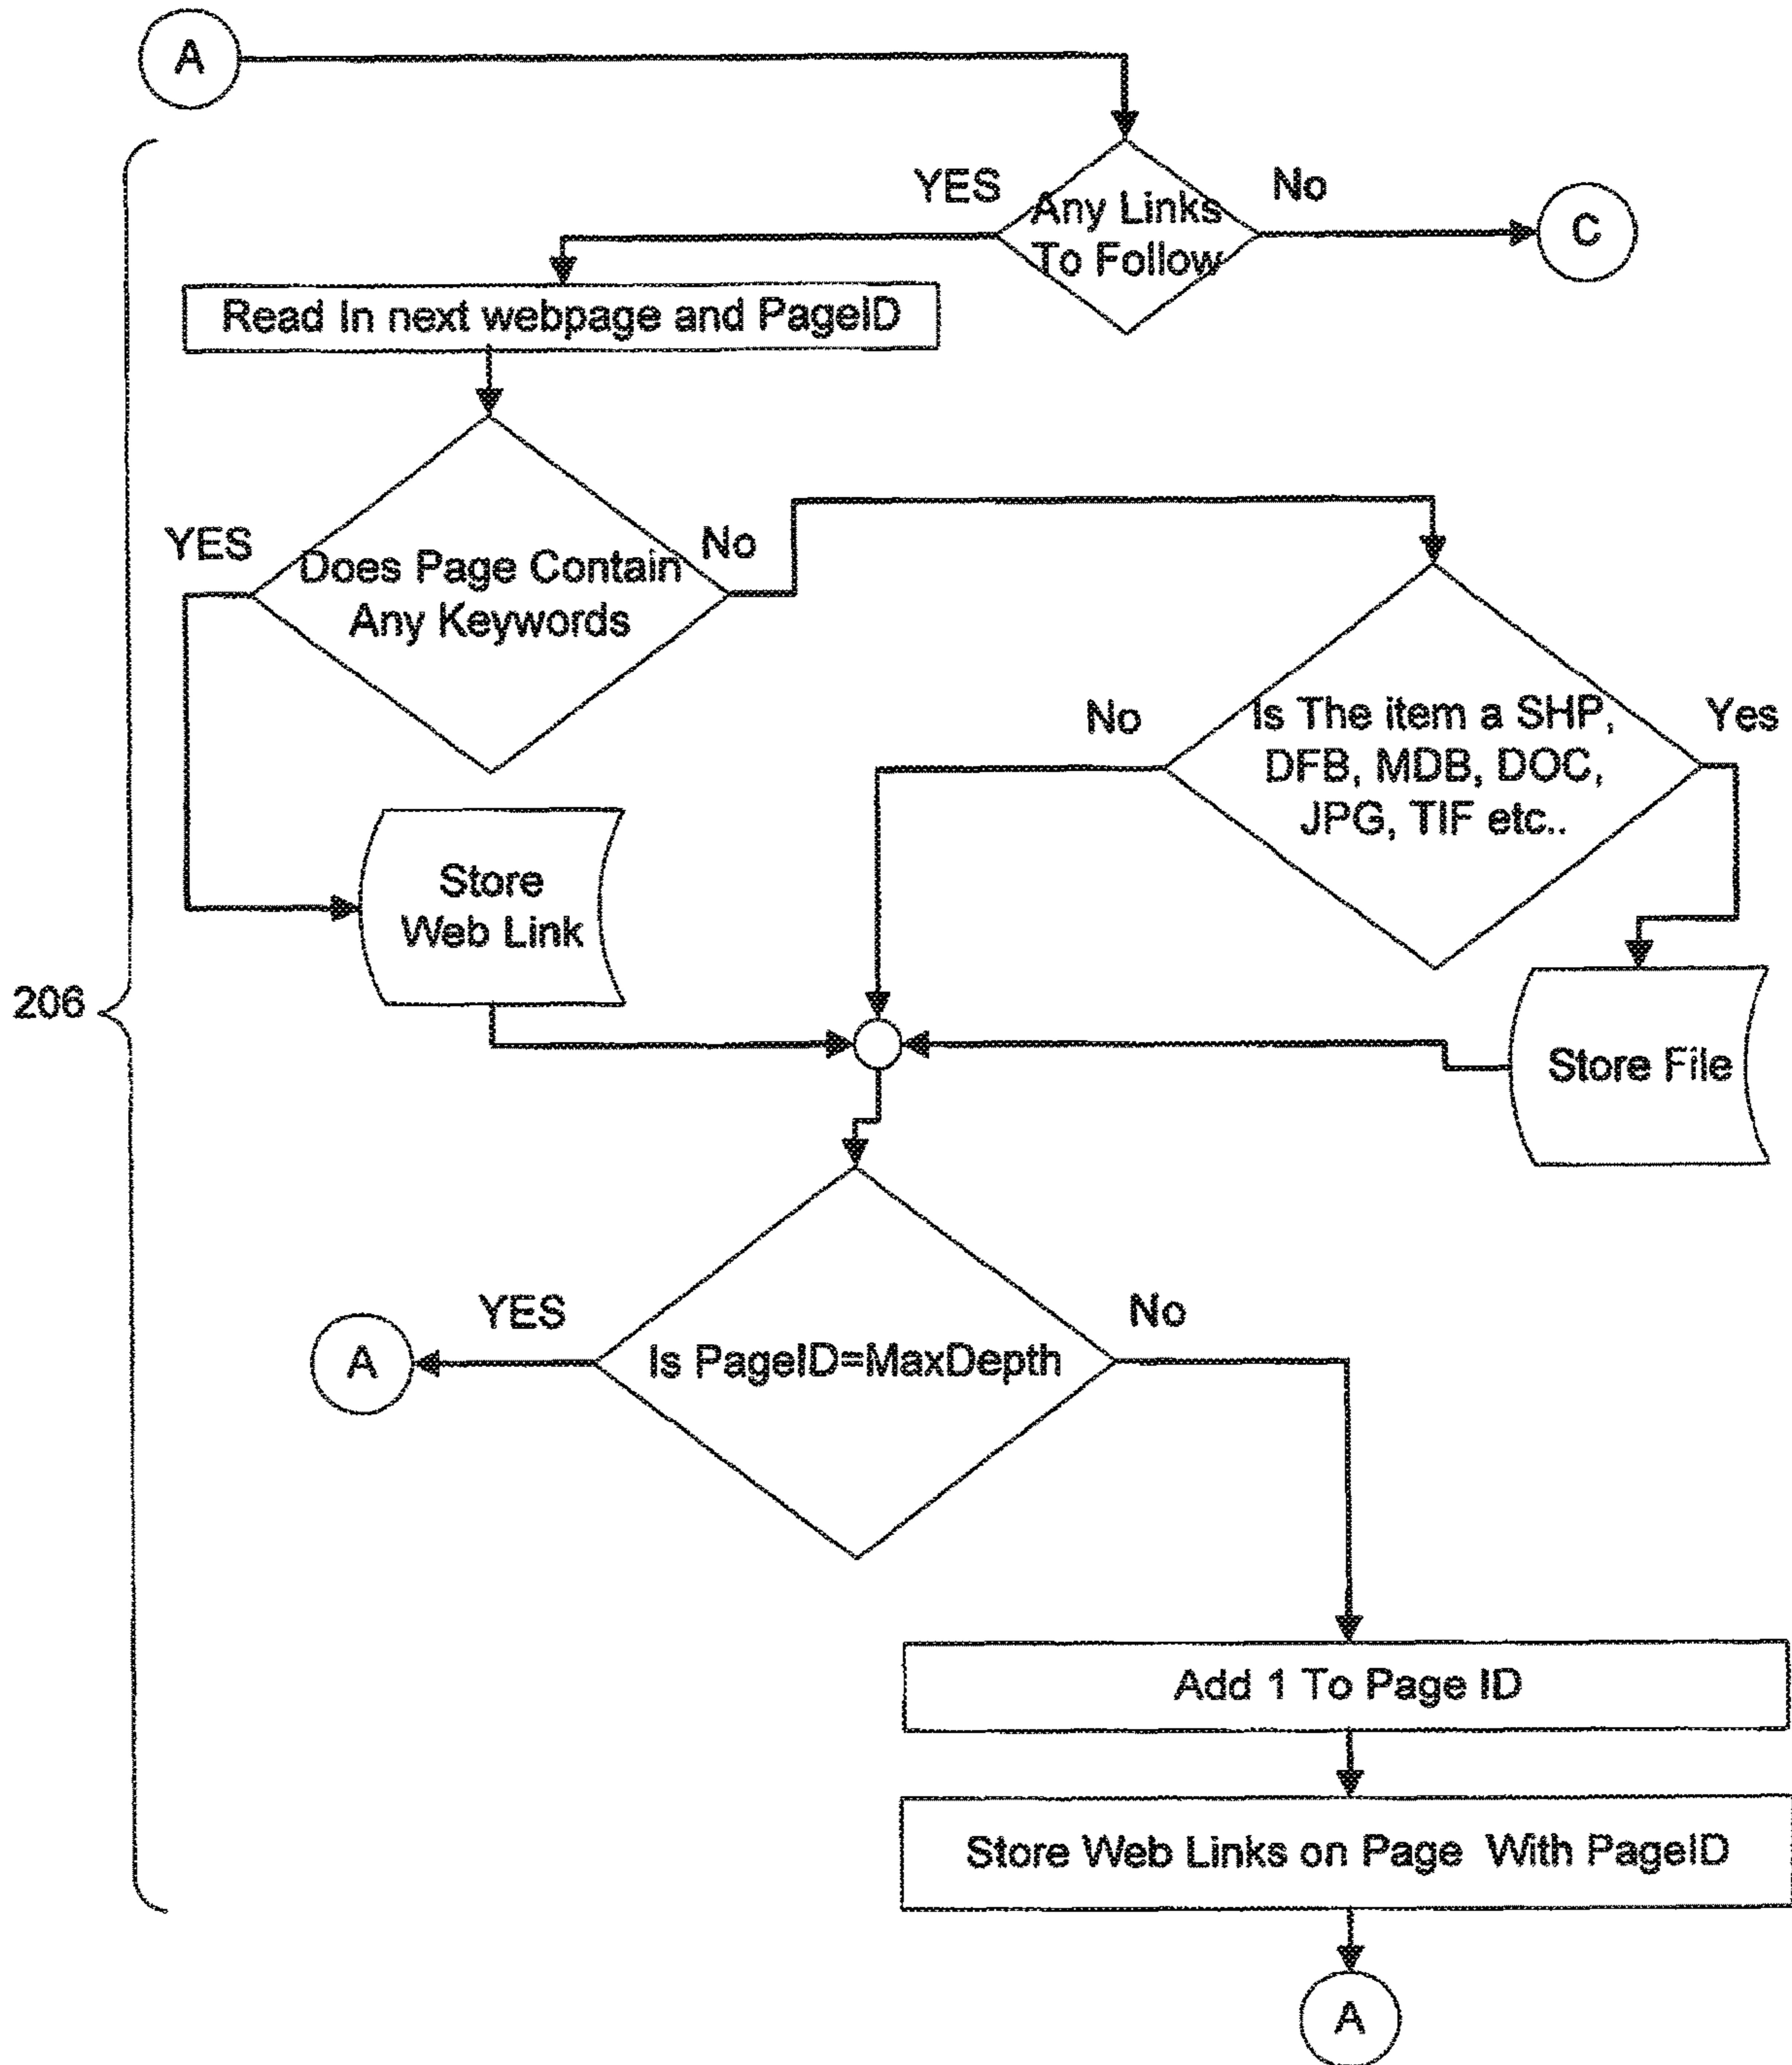 A
YES
No
Any Links
To Follow
C
Read In next webpage and PageID
YES
No
Does Page Contain
Any Keywords
No
Yes
Is The item a SHP,
DFB, MDB, DOC,
JPG, TIF etc..
Store
Web Link
206
Store File
YES
No
A
Is PageID=MaxDepth
Add 1 To Page ID
Store Web Links on Page With PageID
A